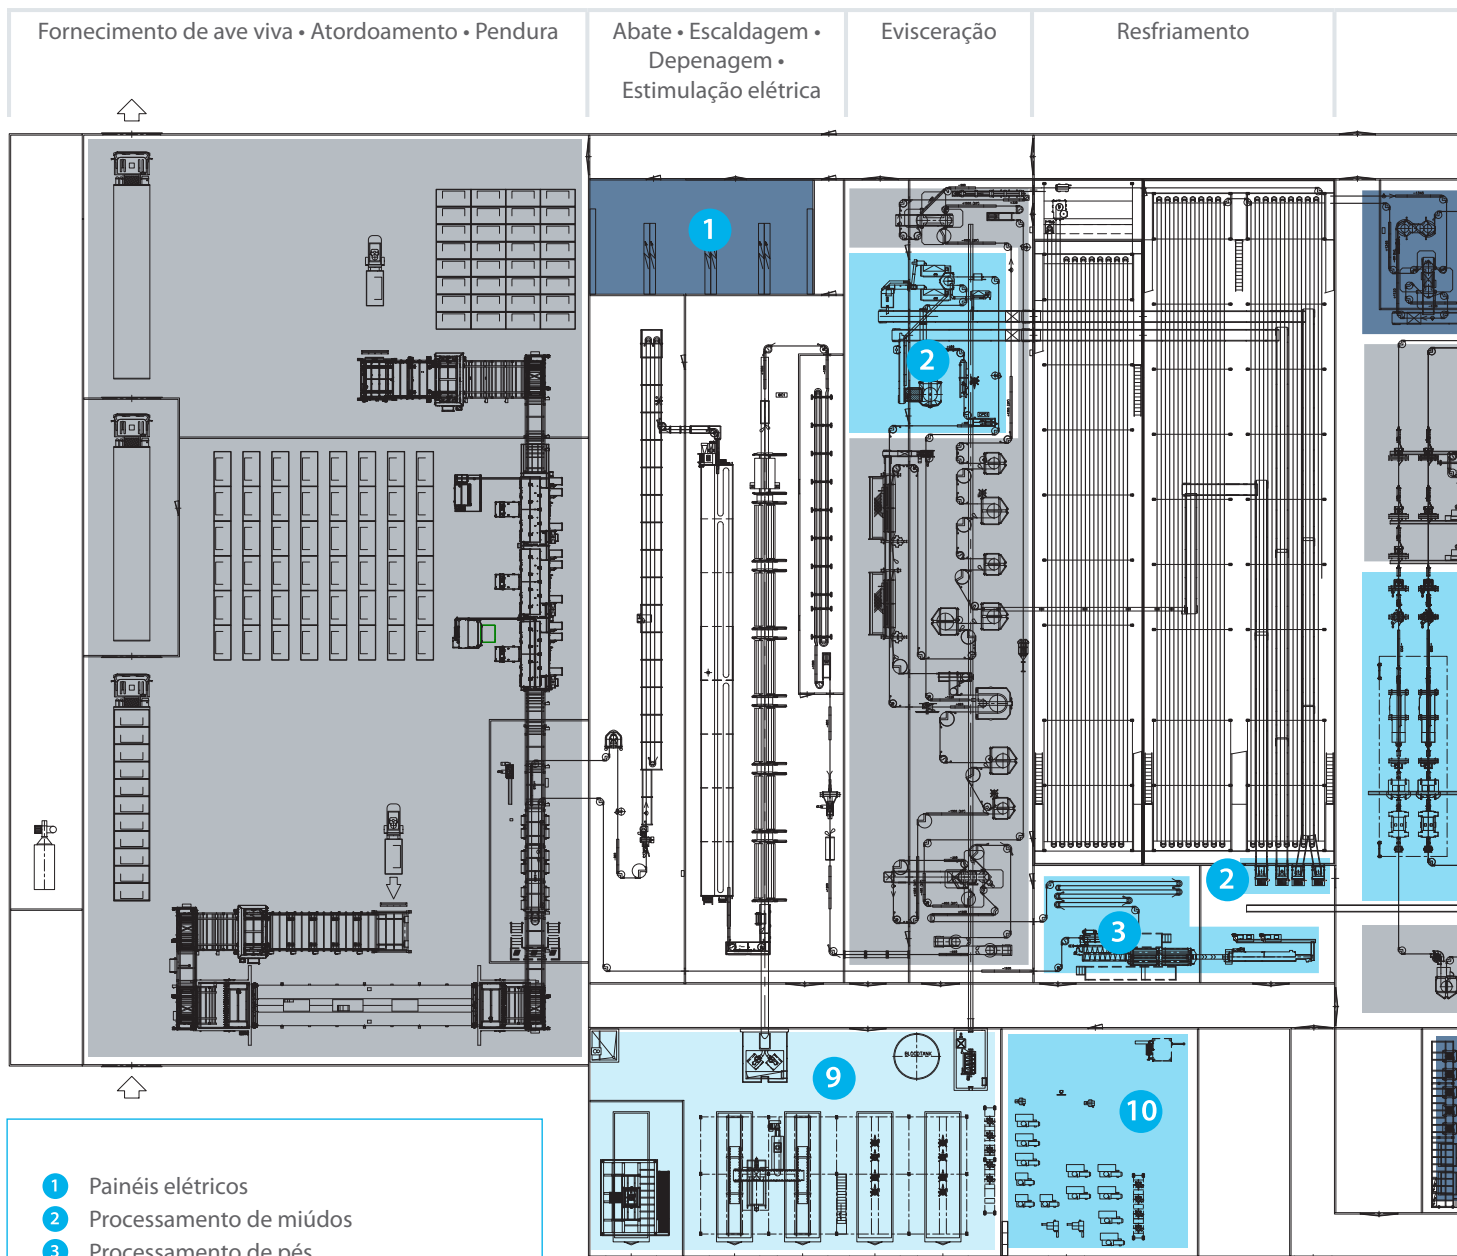 Fornecimento de ave viva • Atordoamento • Pendura
Abate • Escaldagem •
Depenagem •
Estimulação elétrica
Evisceração
Resfriamento
1
2
2
3
BLOODTANK
9
10
1 Painéis elétricos
2 Processamento de miúdos
3 Processamento de pés